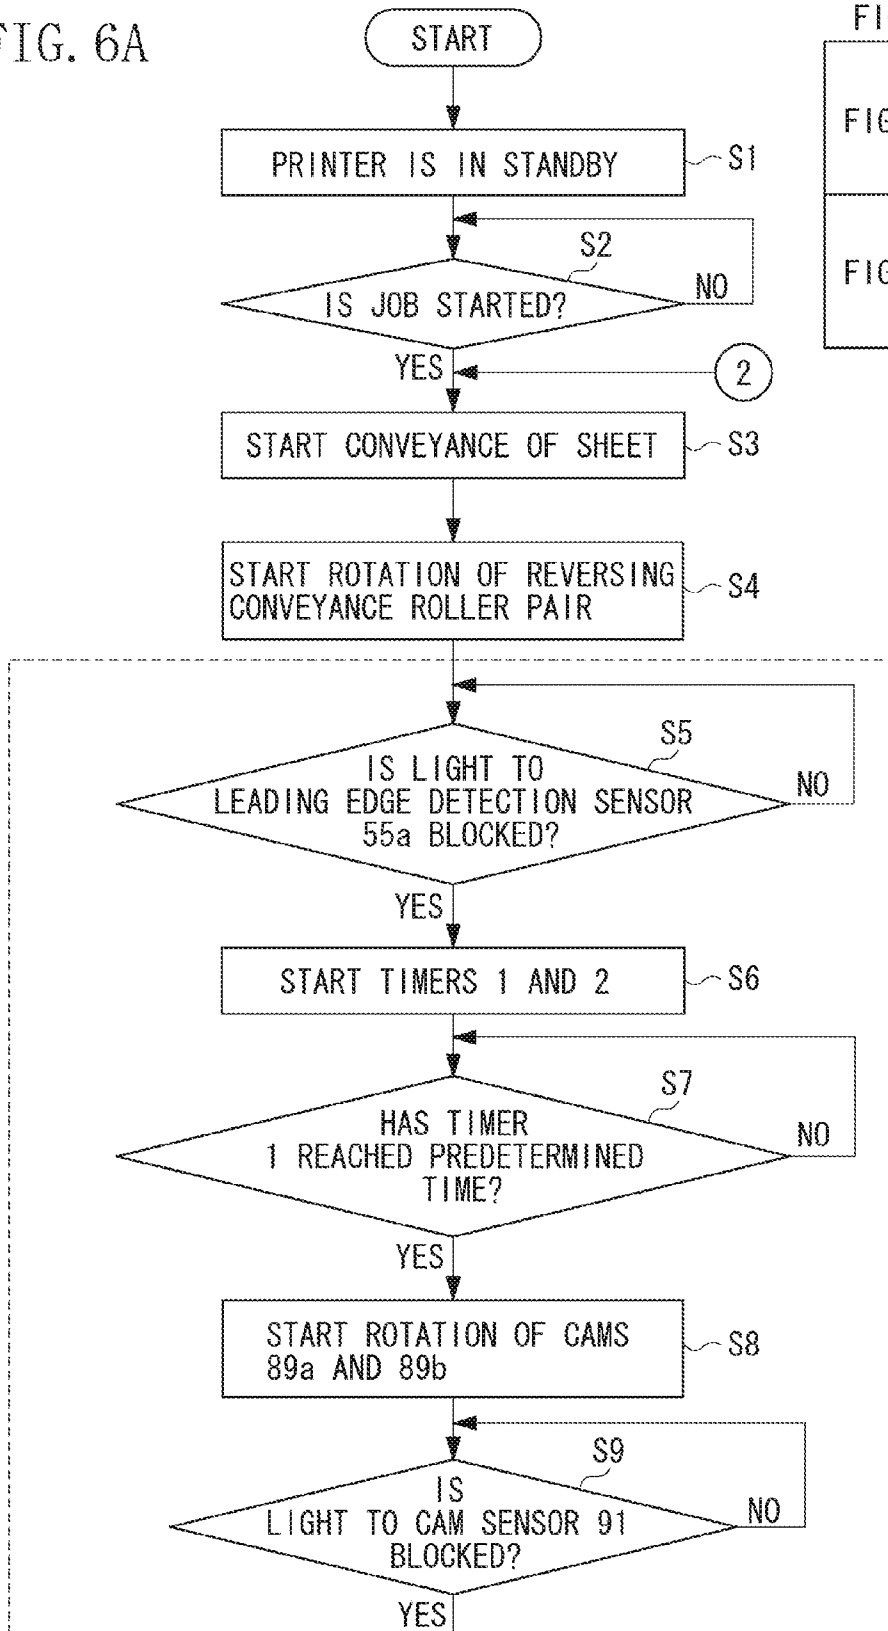 FIG. 6A
START
PRINTER IS IN STANDBY
S1
S2
IS JOB STARTED?
NO
YES
2
START CONVEYANCE OF SHEET
S3
START ROTATION OF REVERSING
CONVEYANCE ROLLER PAIR
S4
S5
IS LIGHT TO
LEADING EDGE DETECTION SENSOR
55a BLOCKED?
NO
YES
START TIMERS 1 AND 2
S6
S7
HAS TIMER
1 REACHED PREDETERMINED
TIME?
NO
YES
START ROTATION OF CAMS
89a AND 89b
S8
S9
IS
LIGHT TO CAM SENSOR 91
BLOCKED?
NO
YES